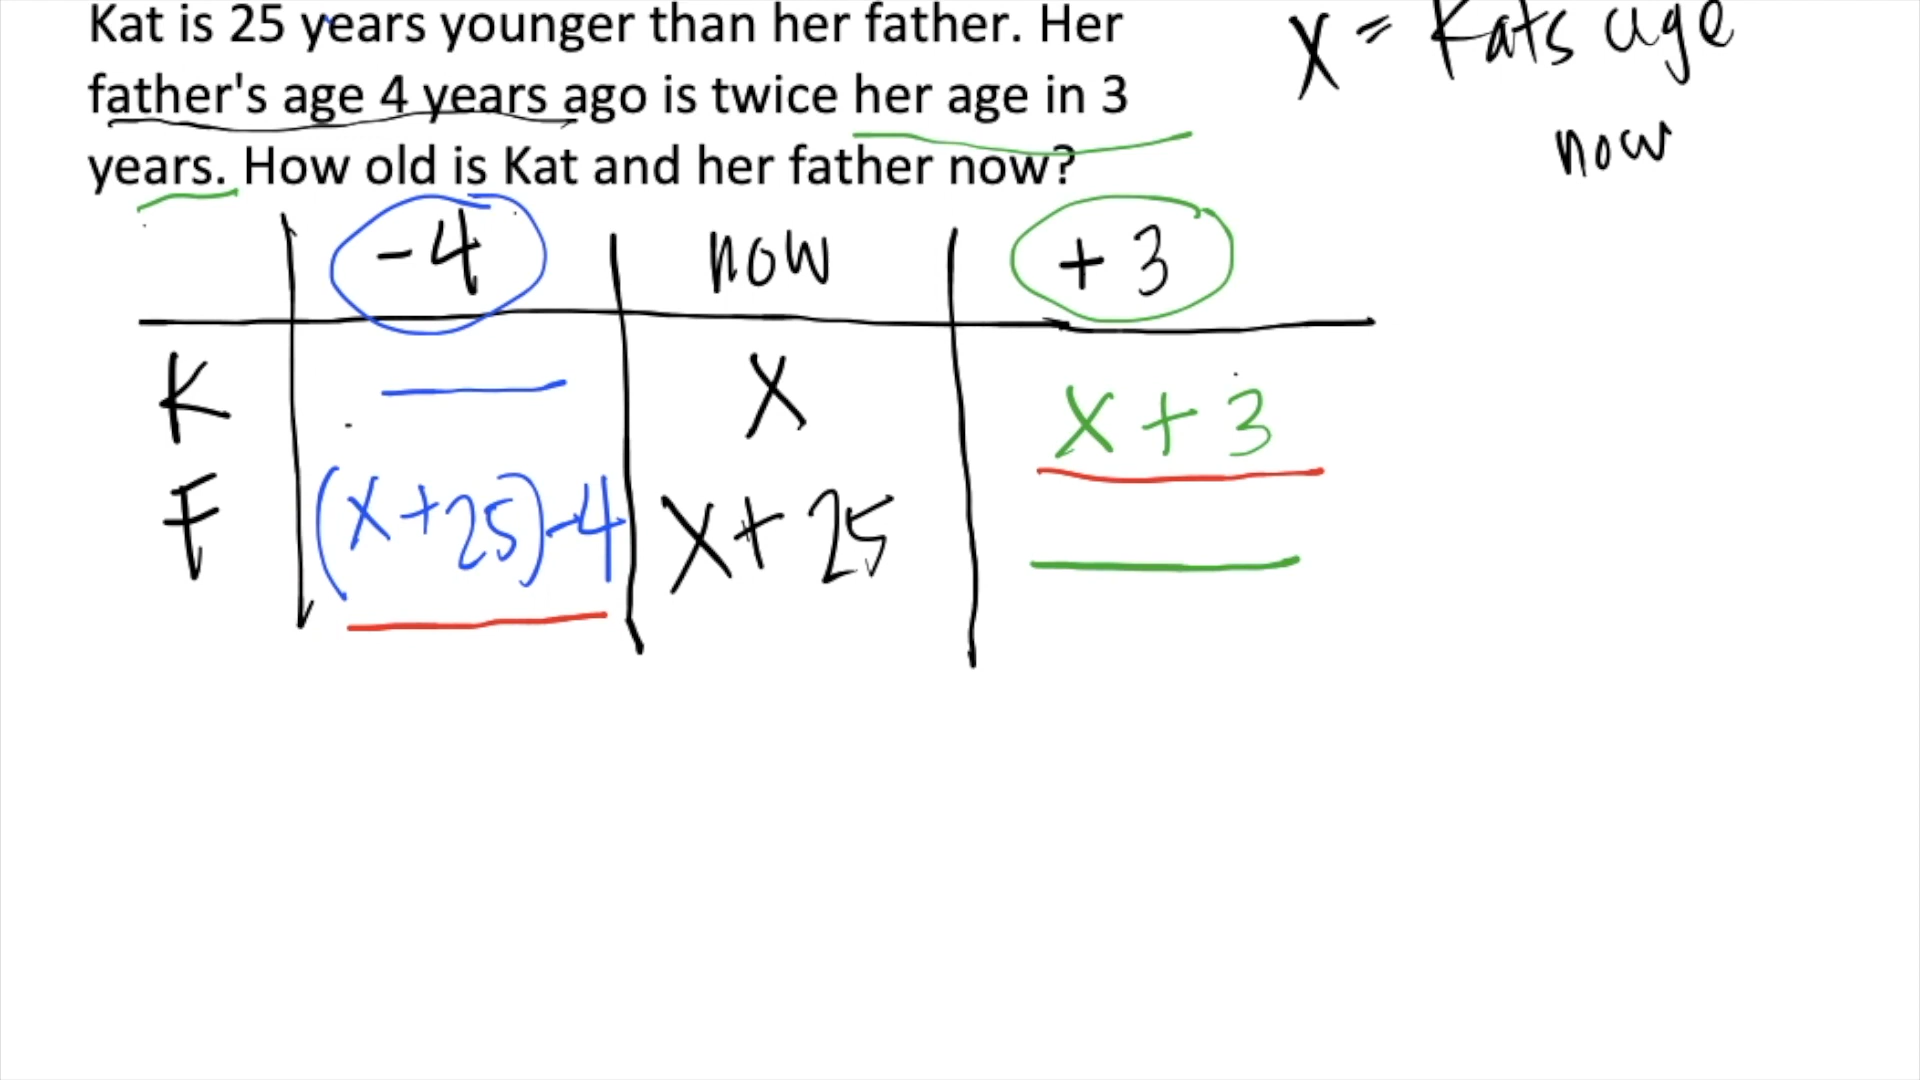 Kat is 25 years younger than her father. Her
father's age 4 years ago is twice her age in 3
years. How old is Kat and her father now?
X = Kats age
now
-4 now +3
K X X + 3
F (X+25)-4 X+25